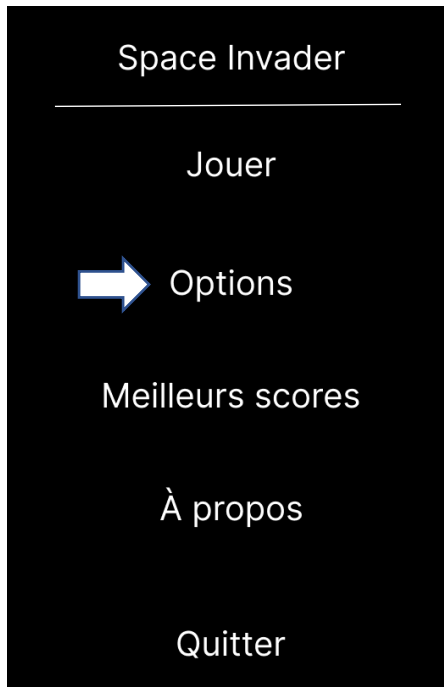 Space Invader
Jouer
Options
Meilleurs scores
À propos
Quitter